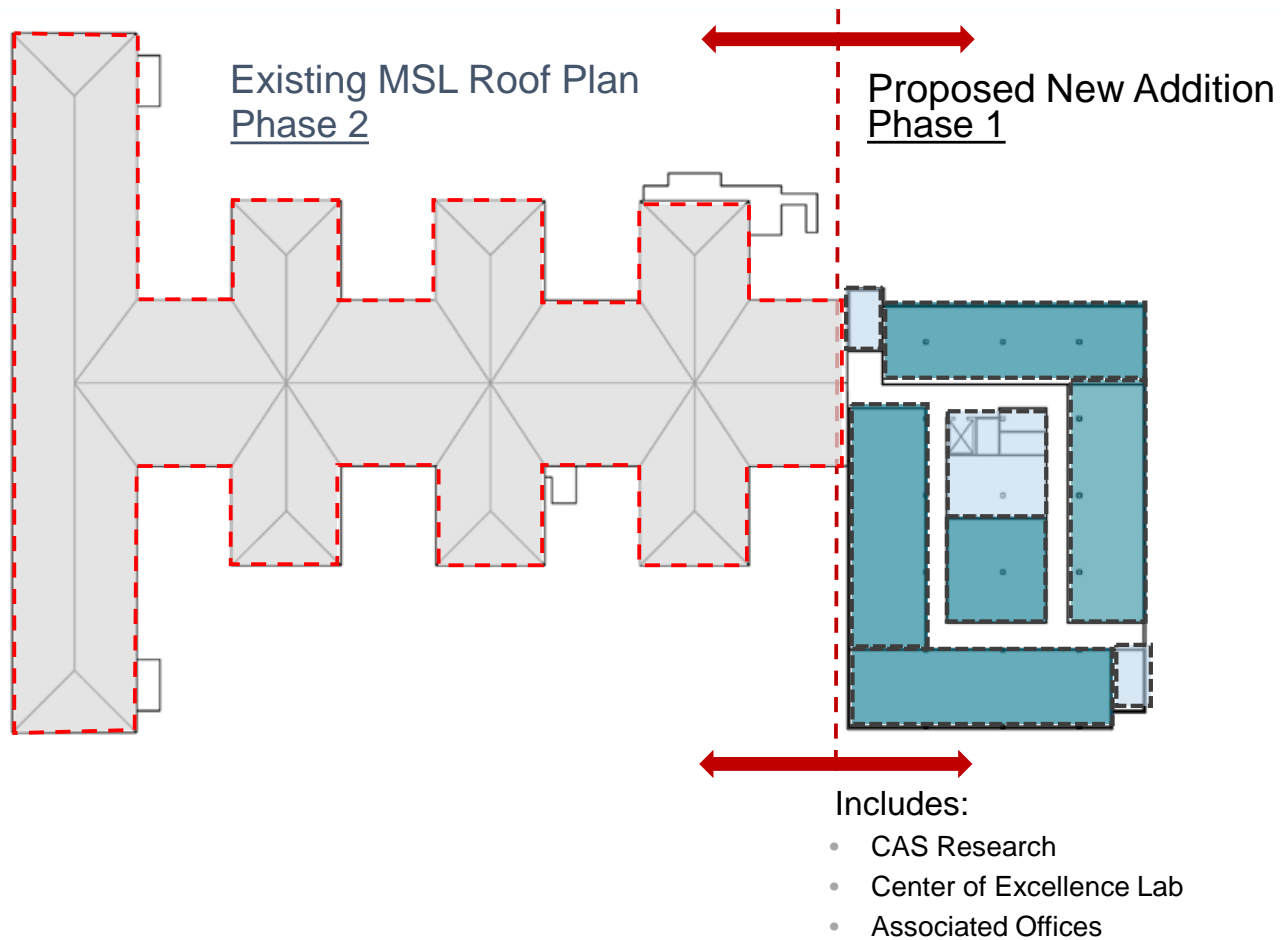 Existing MSL Roof Plan
Phase 2
Proposed New Addition
Phase 1
Includes:
• CAS Research
• Center of Excellence Lab
• Associated Offices